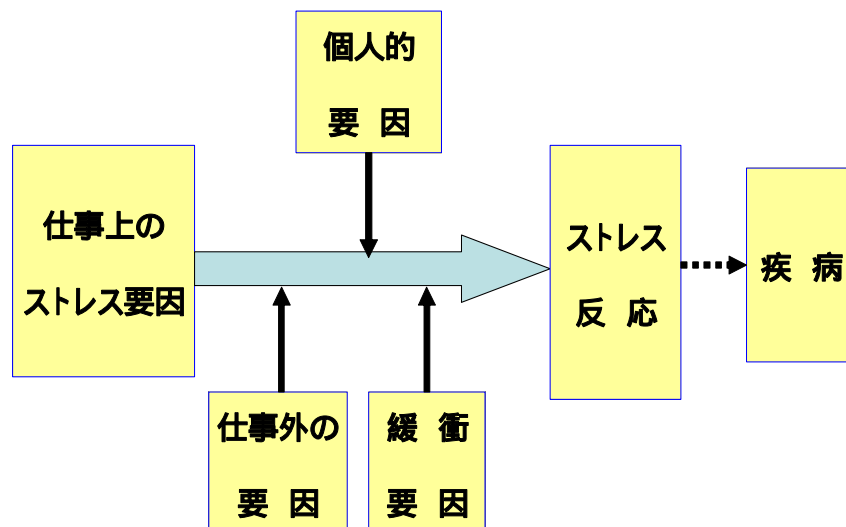 個人的
要 因
仕事上の
ストレス要因
ストレス
反 応
疾 病
仕事外の
要 因
緩 衝
要 因